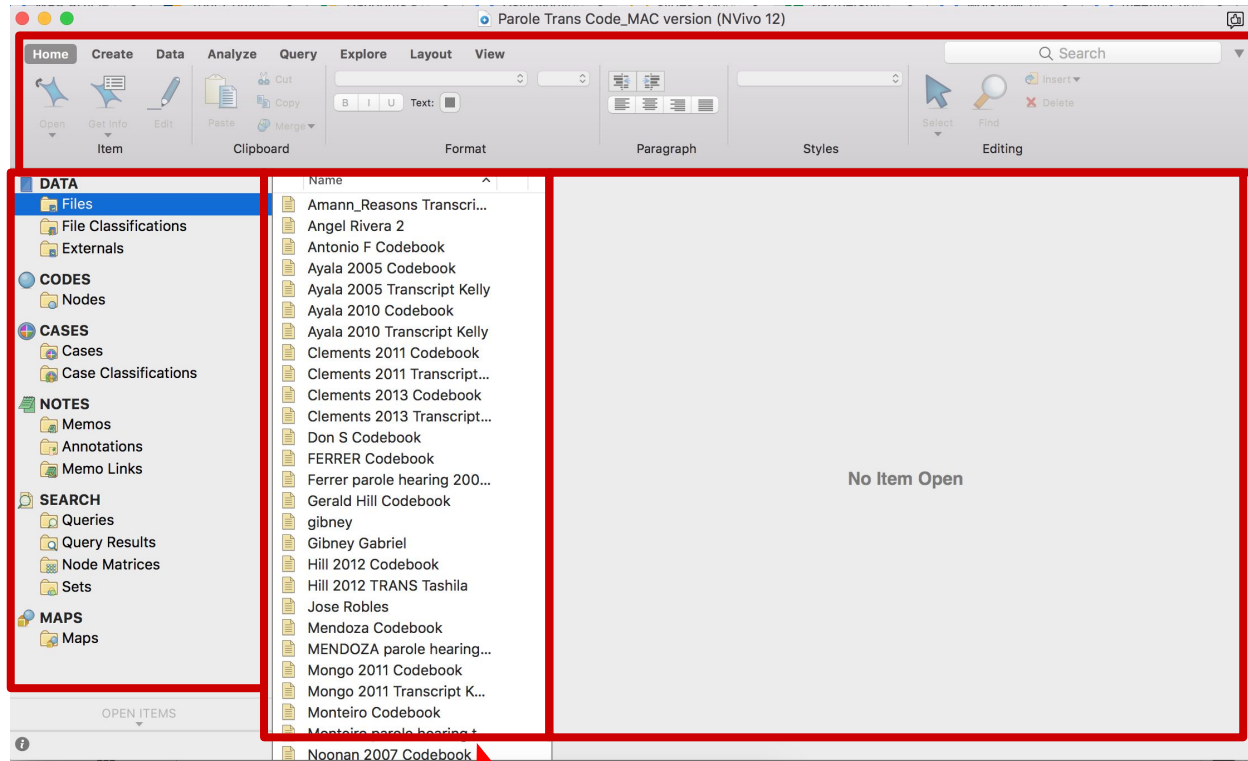 Parole Trans Code_MAC version (NVivo 12)
Home Create Data Analyze Query Explore Layout View
Search
Cut
Copy
Merge
B I U Text:
Insert
Delete
Open Get Info Edit Paste Select Find
Item Clipboard Format Paragraph Styles Editing
DATA
Files
File Classifications
Externals
CODES
Nodes
CASES
Cases
Case Classifications
NOTES
Memos
Annotations
Memo Links
SEARCH
Queries
Query Results
Node Matrices
Sets
MAPS
Maps
OPEN ITEMS
Name
Amann_Reasons Transcri...
Angel Rivera 2
Antonio F Codebook
Ayala 2005 Codebook
Ayala 2005 Transcript Kelly
Ayala 2010 Codebook
Ayala 2010 Transcript Kelly
Clements 2011 Codebook
Clements 2011 Transcript...
Clements 2013 Codebook
Clements 2013 Transcript...
Don S Codebook
FERRER Codebook
Ferrer parole hearing 200...
Gerald Hill Codebook
gibney
Gibney Gabriel
Hill 2012 Codebook
Hill 2012 TRANS Tashila
Jose Robles
Mendoza Codebook
MENDOZA parole hearing...
Mongo 2011 Codebook
Mongo 2011 Transcript K...
Monteiro Codebook
Monteiro parole hearing t...
Noonan 2007 Codebook
No Item Open